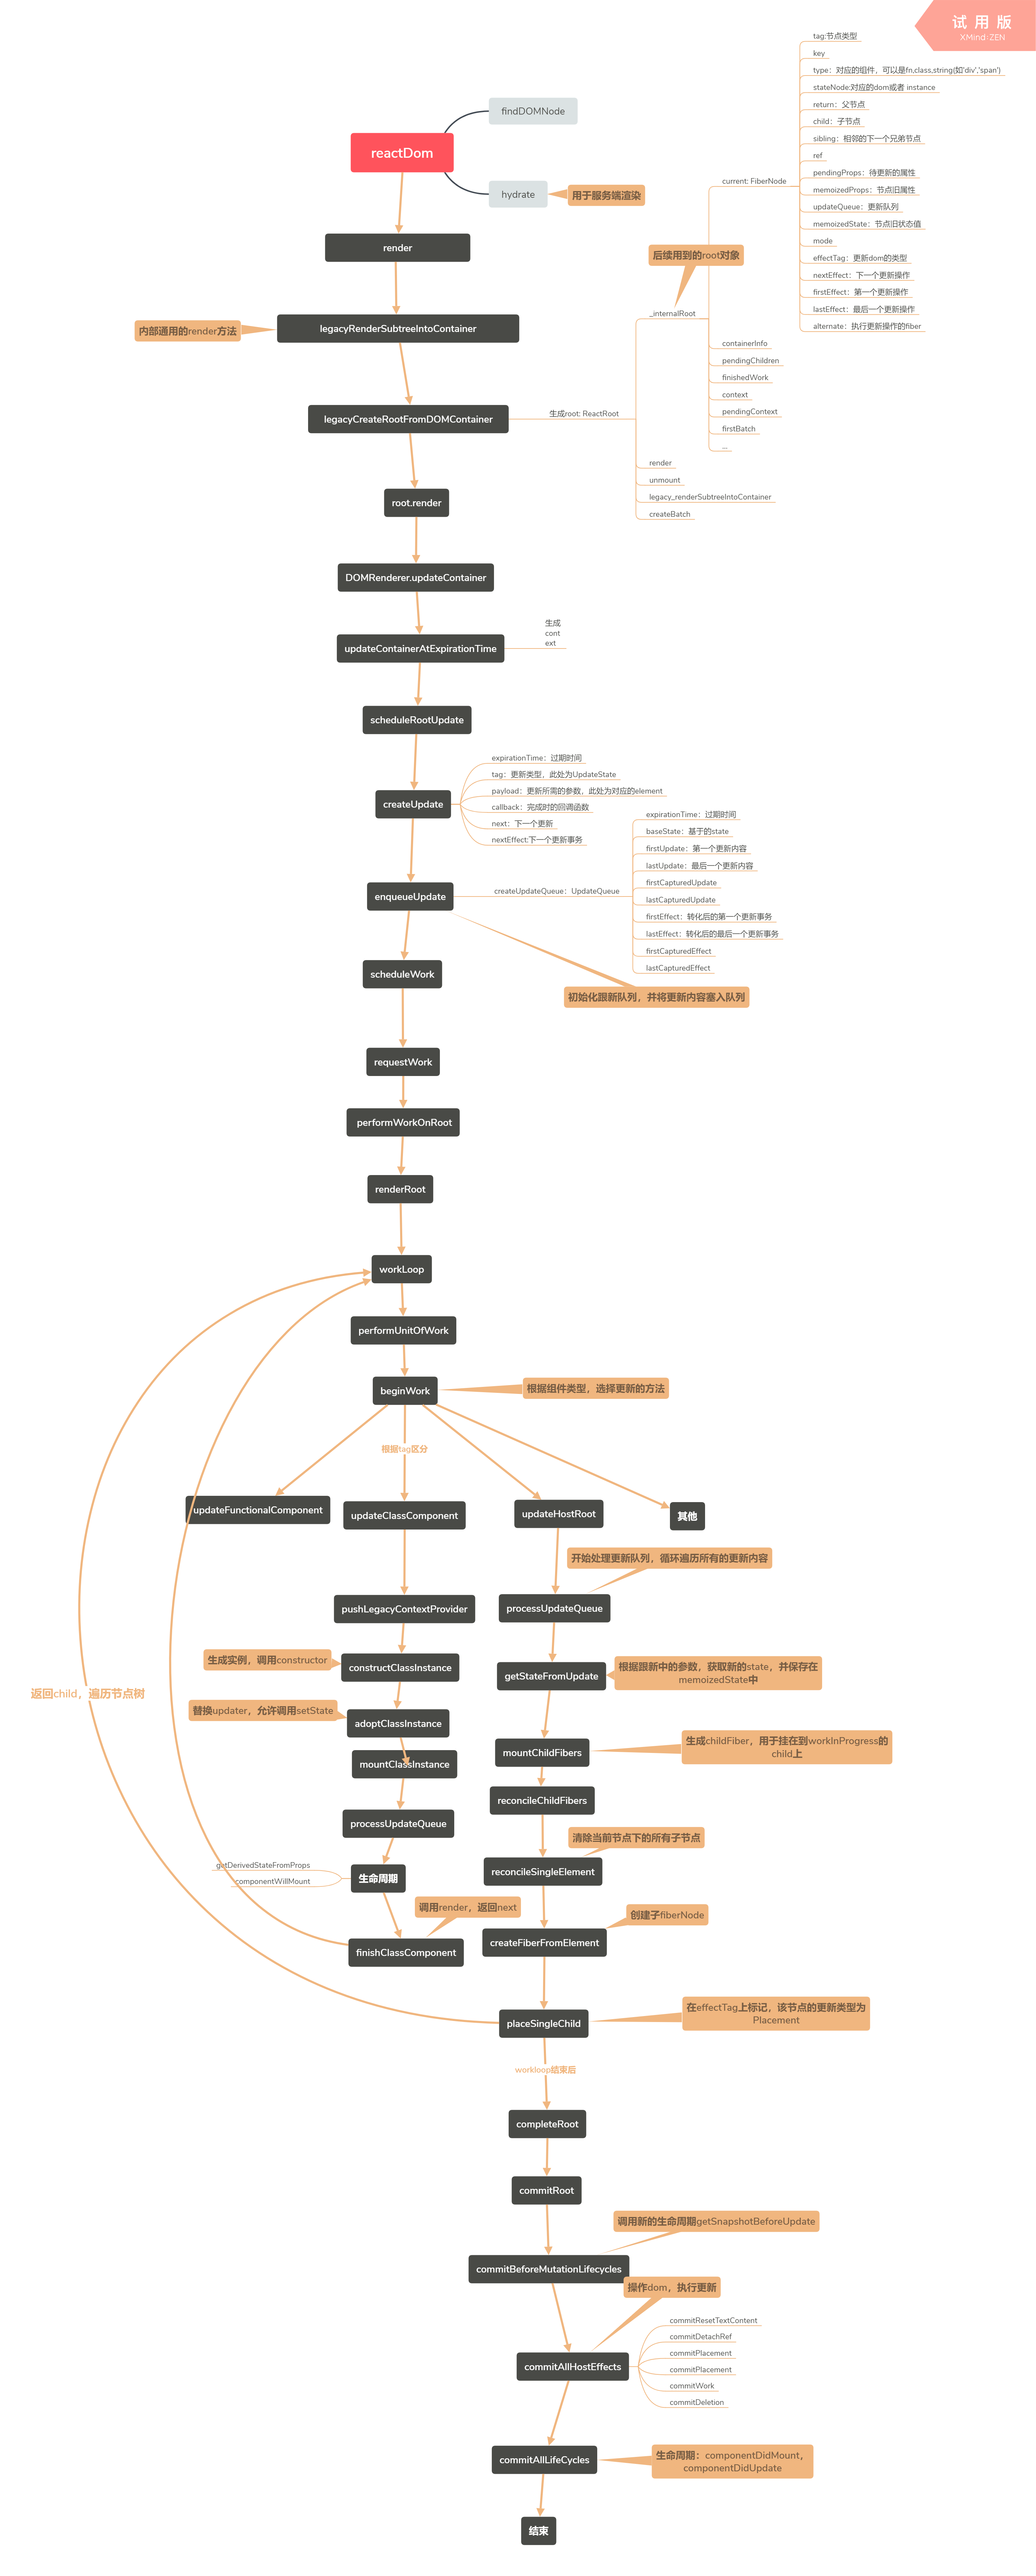 试 用 版
XMind:ZEN
reactDom
findDOMNode
hydrate
用于服务端渲染
render
内部通用的render方法
legacyRenderSubtreeIntoContainer
legacyCreateRootFromDOMContainer
生成root: ReactRoot
_internalRoot
后续用到的root对象
current: FiberNode
tag:节点类型
key
type：对应的组件，可以是fn,class,string(如'div','span')
stateNode:对应的dom或者 instance
return：父节点
child：子节点
sibling：相邻的下一个兄弟节点
ref
pendingProps：待更新的属性
memoizedProps：节点旧属性
updateQueue：更新队列
memoizedState：节点旧状态值
mode
effectTag：更新dom的类型
nextEffect：下一个更新操作
firstEffect：第一个更新操作
lastEffect：最后一个更新操作
alternate：执行更新操作的fiber
containerInfo
pendingChildren
finishedWork
context
pendingContext
firstBatch
...
render
unmount
legacy_renderSubtreeIntoContainer
createBatch
root.render
DOMRenderer.updateContainer
updateContainerAtExpirationTime
生成
cont
ext
scheduleRootUpdate
createUpdate
expirationTime：过期时间
tag：更新类型，此处为UpdateState
payload：更新所需的参数，此处为对应的element
callback：完成时的回调函数
next：下一个更新
nextEffect:下一个更新事务
enqueueUpdate
createUpdateQueue：UpdateQueue
expirationTime：过期时间
baseState：基于的state
firstUpdate：第一个更新内容
lastUpdate：最后一个更新内容
firstCapturedUpdate
lastCapturedUpdate
firstEffect：转化后的第一个更新事务
lastEffect：转化后的最后一个更新事务
firstCapturedEffect
lastCapturedEffect
初始化跟新队列，并将更新内容塞入队列
scheduleWork
requestWork
performWorkOnRoot
renderRoot
workLoop
performUnitOfWork
beginWork
根据组件类型，选择更新的方法
根据tag区分
updateFunctionalComponent
updateClassComponent
updateHostRoot
其他
开始处理更新队列，循环遍历所有的更新内容
pushLegacyContextProvider
processUpdateQueue
生成实例，调用constructor
constructClassInstance
getStateFromUpdate
根据跟新中的参数，获取新的state，并保存在
memoizedState中
返回child，遍历节点树
替换updater，允许调用setState
adoptClassInstance
mountClassInstance
mountChildFibers
生成childFiber，用于挂在到workInProgress的
child上
reconcileChildFibers
processUpdateQueue
清除当前节点下的所有子节点
reconcileSingleElement
生命周期
getDerivedStateFromProps
componentWillMount
调用render，返回next
创建子fiberNode
finishClassComponent
createFiberFromElement
placeSingleChild
在effectTag上标记，该节点的更新类型为
Placement
workloop结束后
completeRoot
commitRoot
调用新的生命周期getSnapshotBeforeUpdate
commitBeforeMutationLifecycles
操作dom，执行更新
commitAllHostEffects
commitResetTextContent
commitDetachRef
commitPlacement
commitPlacement
commitWork
commitDeletion
commitAllLifeCycles
生命周期：componentDidMount，
componentDidUpdate
结束